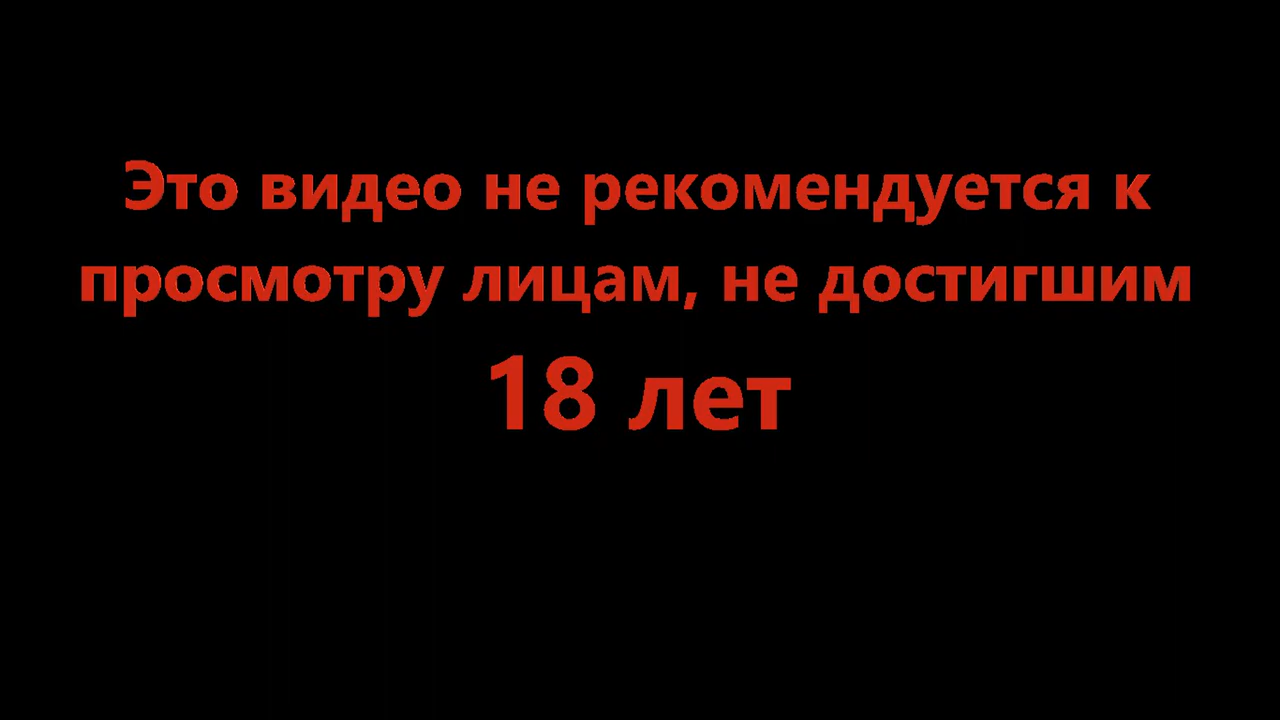 Это видео не рекомендуется к
просмотру лицам, не достигшим
18 лет